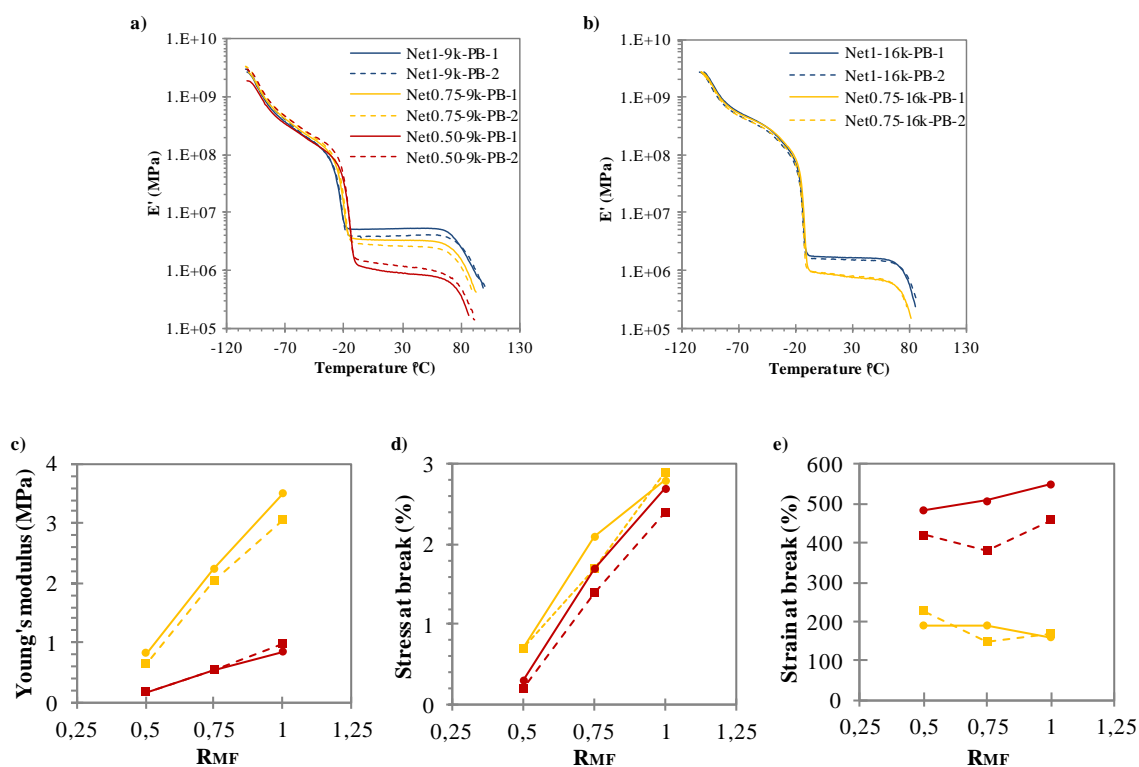 a)
1.E+10
1.E+09
1.E+08
1.E+07
1.E+06
1.E+05
E' (MPa)
-120 -70 -20 30 80 130
Temperature (ºC)
Net1-9k-PB-1
Net1-9k-PB-2
Net0.75-9k-PB-1
Net0.75-9k-PB-2
Net0.50-9k-PB-1
Net0.50-9k-PB-2
b)
1.E+10
1.E+09
1.E+08
1.E+07
1.E+06
1.E+05
E' (MPa)
-120 -70 -20 30 80 130
Temperature (ºC)
Net1-16k-PB-1
Net1-16k-PB-2
Net0.75-16k-PB-1
Net0.75-16k-PB-2
c)
4
3
2
1
0
Young's modulus (MPa)
0,25 0,5 0,75 1 1,25
RMF
d)
3
2
1
0
Stress at break (%)
0,25 0,5 0,75 1 1,25
RMF
e)
600
500
400
300
200
100
0
Strain at break (%)
0,25 0,5 0,75 1 1,25
RMF